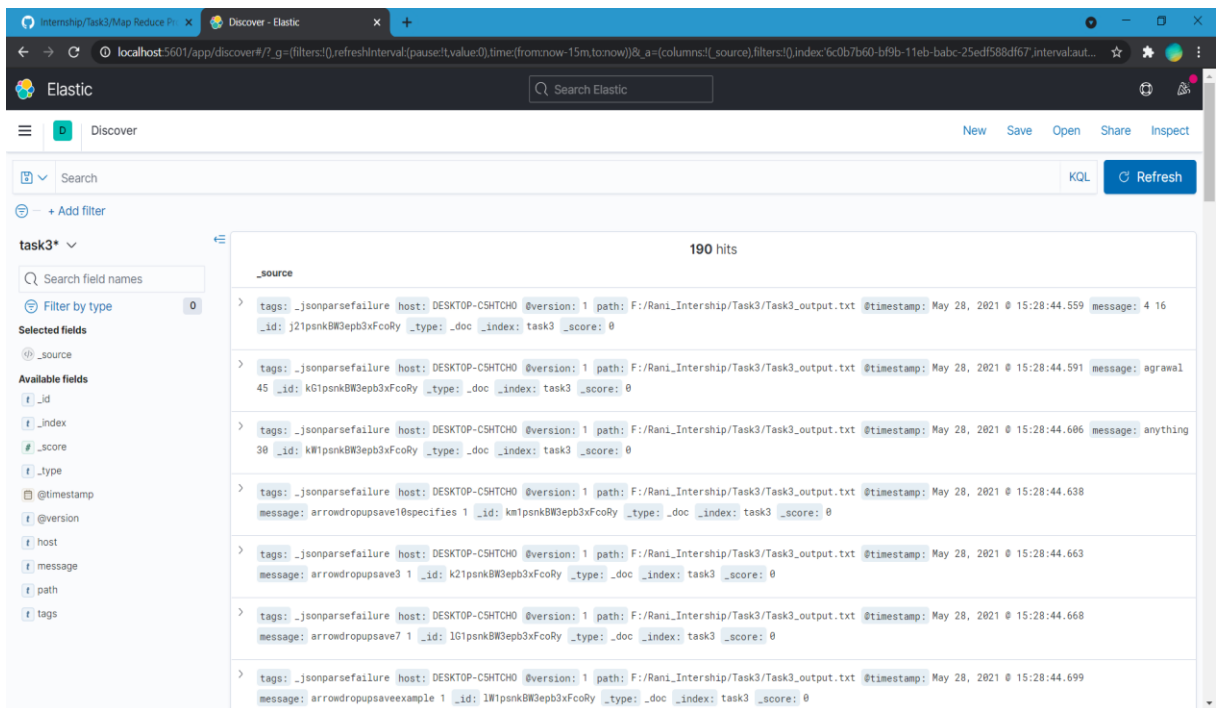 Internship/Task3/Map Reduce Pr
Discover - Elastic
localhost:5601/app/discover#/?_g=(filters:!(),refreshInterval:(pause:!t,value:0),time:(from:now-15m,to:now))&_a=(columns:!(_source),filters:!(),index:'6c0b7b60-bf9b-11eb-babc-25edf588df67',interval:aut...
Elastic
Search Elastic
D Discover
New Save Open Share Inspect
Search
KQL
Refresh
+ Add filter
task3*
190 hits
Search field names
_source
Filter by type 0
Selected fields
_source
Available fields
t _id
t _index
# _score
t _type
@timestamp
t @version
t host
t message
t path
t tags
tags: _jsonparsefailure host: DESKTOP-C5HTCHO @version: 1 path: F:/Rani_Intership/Task3/Task3_output.txt @timestamp: May 28, 2021 @ 15:28:44.559 message: 4 16
_id: j21psnkBW3epb3xFcoRy _type: _doc _index: task3 _score: 0
tags: _jsonparsefailure host: DESKTOP-C5HTCHO @version: 1 path: F:/Rani_Intership/Task3/Task3_output.txt @timestamp: May 28, 2021 @ 15:28:44.591 message: agrawal
45 _id: kG1psnkBW3epb3xFcoRy _type: _doc _index: task3 _score: 0
tags: _jsonparsefailure host: DESKTOP-C5HTCHO @version: 1 path: F:/Rani_Intership/Task3/Task3_output.txt @timestamp: May 28, 2021 @ 15:28:44.606 message: anything
30 _id: kW1psnkBW3epb3xFcoRy _type: _doc _index: task3 _score: 0
tags: _jsonparsefailure host: DESKTOP-C5HTCHO @version: 1 path: F:/Rani_Intership/Task3/Task3_output.txt @timestamp: May 28, 2021 @ 15:28:44.638
message: arrowdropupsave10specifies 1 _id: km1psnkBW3epb3xFcoRy _type: _doc _index: task3 _score: 0
tags: _jsonparsefailure host: DESKTOP-C5HTCHO @version: 1 path: F:/Rani_Intership/Task3/Task3_output.txt @timestamp: May 28, 2021 @ 15:28:44.663
message: arrowdropupsave3 1 _id: k21psnkBW3epb3xFcoRy _type: _doc _index: task3 _score: 0
tags: _jsonparsefailure host: DESKTOP-C5HTCHO @version: 1 path: F:/Rani_Intership/Task3/Task3_output.txt @timestamp: May 28, 2021 @ 15:28:44.668
message: arrowdropupsave7 1 _id: lG1psnkBW3epb3xFcoRy _type: _doc _index: task3 _score: 0
tags: _jsonparsefailure host: DESKTOP-C5HTCHO @version: 1 path: F:/Rani_Intership/Task3/Task3_output.txt @timestamp: May 28, 2021 @ 15:28:44.699
message: arrowdropupsaveexample 1 _id: lW1psnkBW3epb3xFcoRy _type: _doc _index: task3 _score: 0